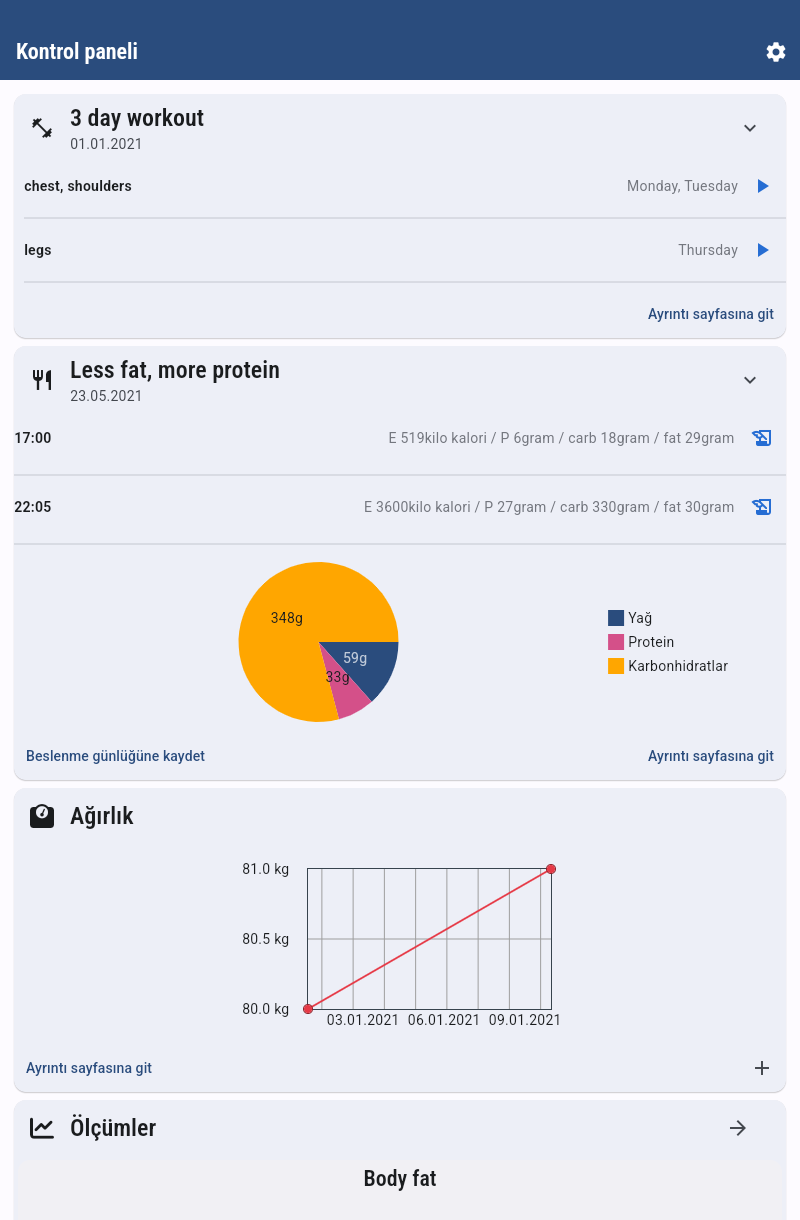 Kontrol paneli
3 day workout
01.01.2021
chest, shoulders Monday, Tuesday
legs Thursday
Ayrıntı sayfasına git
Less fat, more protein
23.05.2021
17:00 E 519kilo kalori / P 6gram / carb 18gram / fat 29gram
22:05 E 3600kilo kalori / P 27gram / carb 330gram / fat 30gram
348g
59g
33g
Yağ
Protein
Karbonhidratlar
Beslenme günlüğüne kaydet Ayrıntı sayfasına git
Ağırlık
81.0 kg
80.5 kg
80.0 kg
03.01.2021 06.01.2021 09.01.2021
Ayrıntı sayfasına git
Ölçümler
Body fat